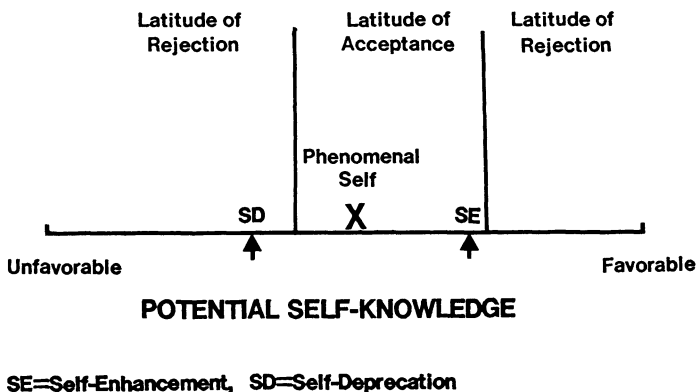 Latitude of
Rejection
Latitude of
Acceptance
Latitude of
Rejection
Phenomenal
Self
SD
X
SE
Unfavorable
Favorable
POTENTIAL SELF-KNOWLEDGE
SE=Self-Enhancement, SD=Self-Deprecation